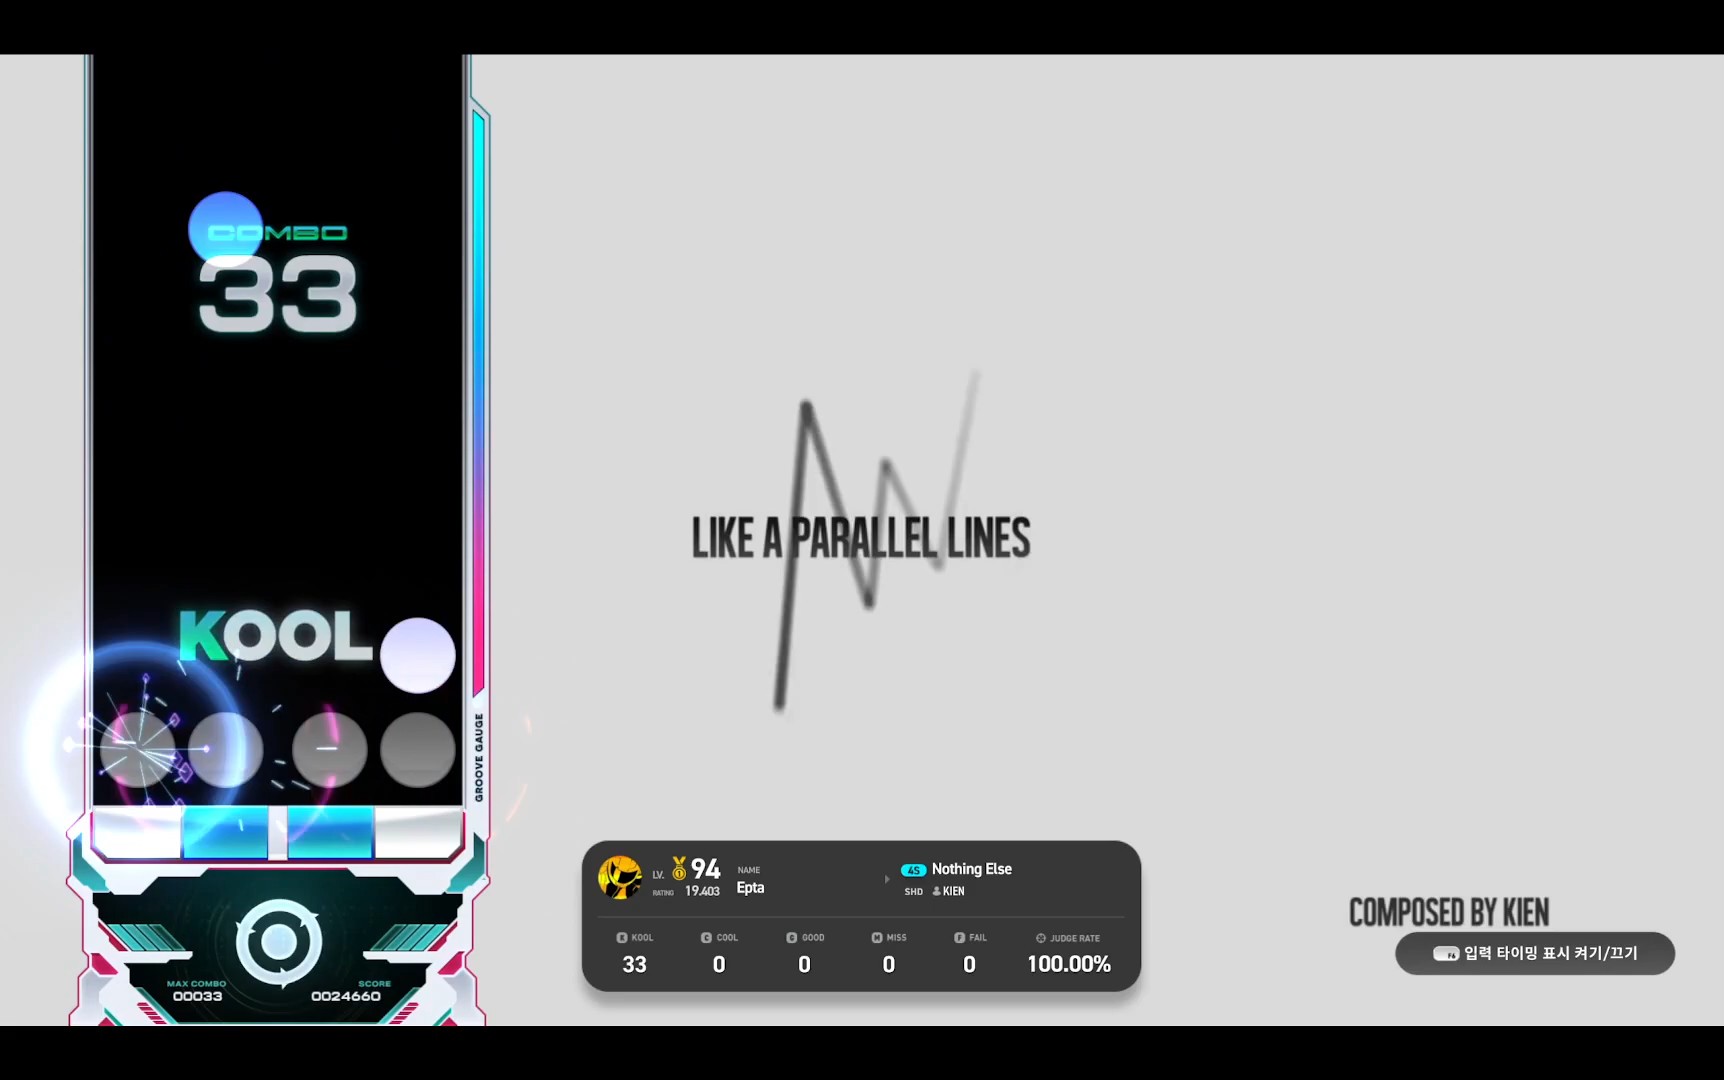 COMBO
33
KOOL
GROOVE GAUGE
MAX COMBO
00033
SCORE
0024660
LIKE A PARALLEL LINES
LV. 1 94
RATING 19.403
NAME
Epta
4S Nothing Else
SHD KIEN
K KOOL
33
C COOL
0
G GOOD
0
M MISS
0
F FAIL
0
JUDGE RATE
100.00%
COMPOSED BY KIEN
F6 입력 타이밍 표시 켜기/끄기